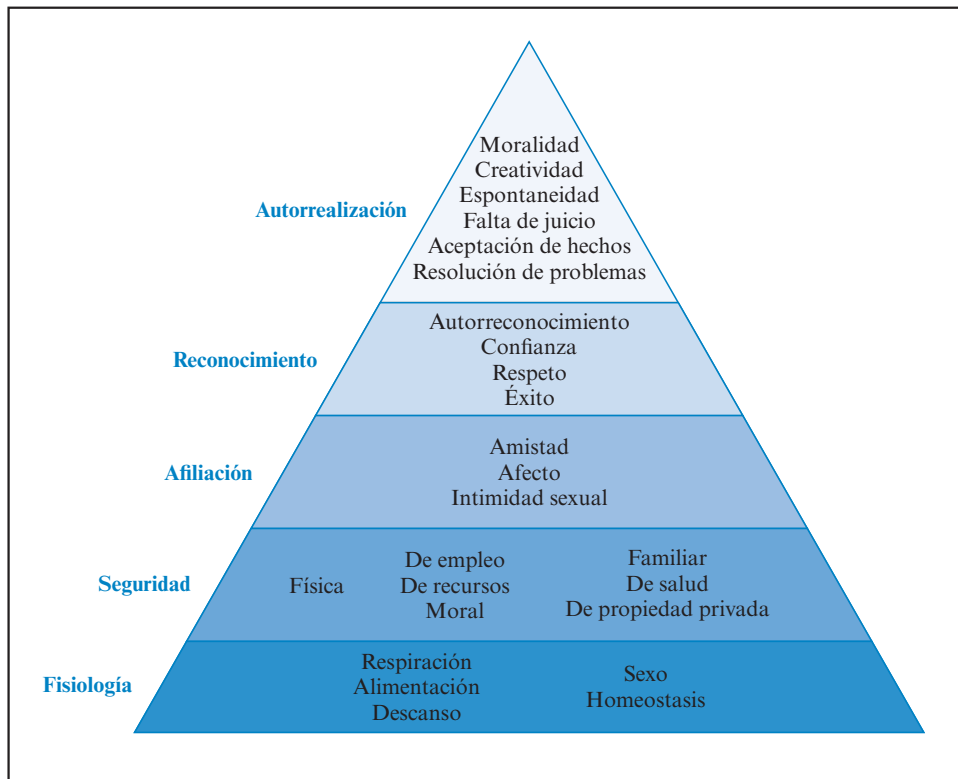 Autorrealización
Moralidad
Creatividad
Espontaneidad
Falta de juicio
Aceptación de hechos
Resolución de problemas
Reconocimiento
Autorreconocimiento
Confianza
Respeto
Éxito
Afiliación
Amistad
Afecto
Intimidad sexual
Seguridad
Física
De empleo
De recursos
Moral
Familiar
De salud
De propiedad privada
Fisiología
Respiración
Alimentación
Descanso
Sexo
Homeostasis